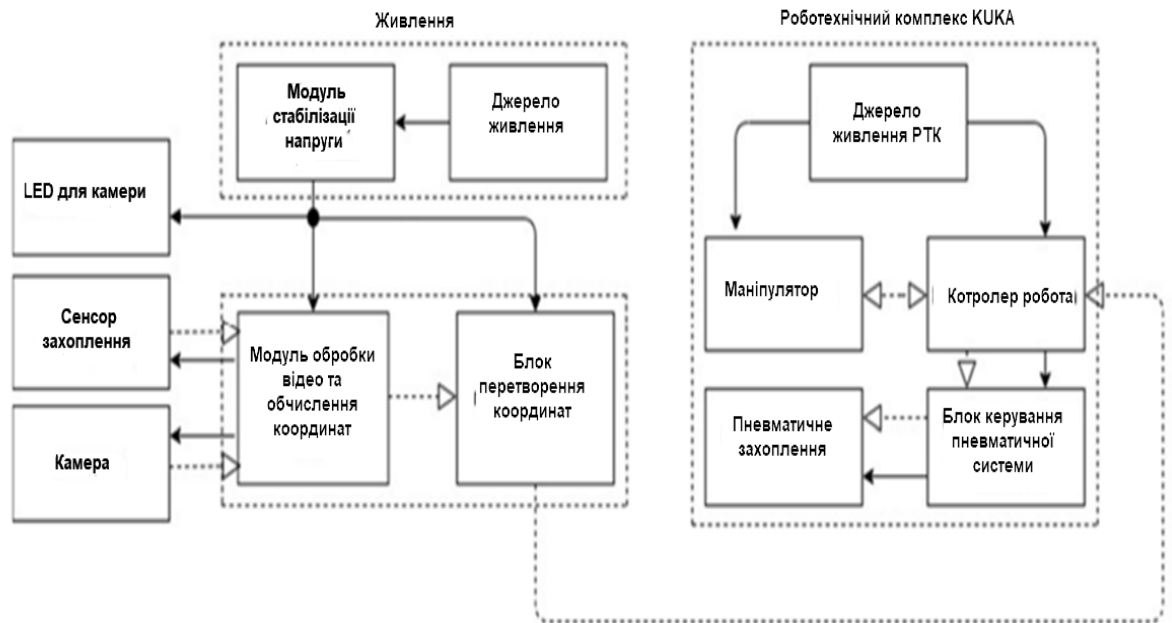 Живлення
Роботехнічний комплекс KUKA
Модуль
стабілізації
напруги
Джерело
живлення
Джерело
живлення РТК
LED для камери
Сенсор
захоплення
Камера
Модуль обробки
відео та
обчислення
координат
Блок
перетворення
координат
Маніпулятор
Котролер робота
Пневматичне
захоплення
Блок керування
пневматичної
системи